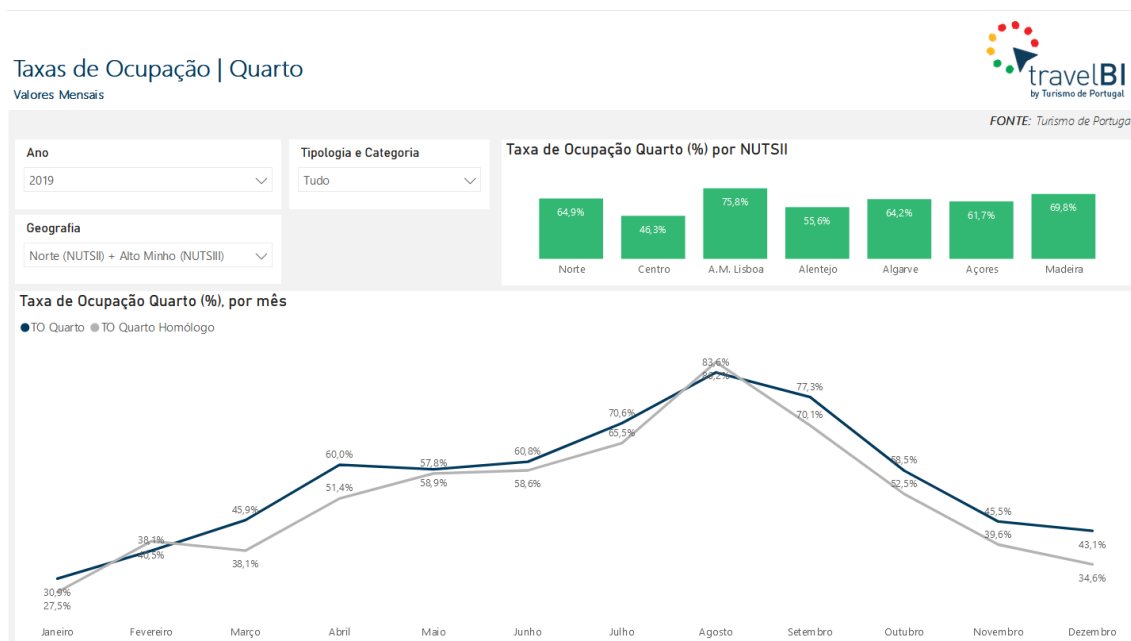 Taxas de Ocupação | Quarto
Valores Mensais
travelBI
by Turismo de Portugal
FONTE: Turismo de Portuga
Ano
2019
Tipologia e Categoria
Tudo
Geografia
Norte (NUTSII) + Alto Minho (NUTSIII)
Taxa de Ocupação Quarto (%) por NUTSII
64,9% 46,3% 75,8% 55,6% 64,2% 61,7% 69,8%
Norte Centro A.M. Lisboa Alentejo Algarve Açores Madeira
Taxa de Ocupação Quarto (%), por mês
TO Quarto TO Quarto Homólogo
30,9% 38,1% 45,9% 60,0% 57,8% 60,8% 70,6% 80,2% 77,3% 58,5% 45,5% 43,1%
27,5% 40,5% 38,1% 51,4% 58,9% 58,6% 65,5% 83,6% 70,1% 52,5% 39,6% 34,6%
Janeiro Fevereiro Março Abril Maio Junho Julho Agosto Setembro Outubro Novembro Dezembro